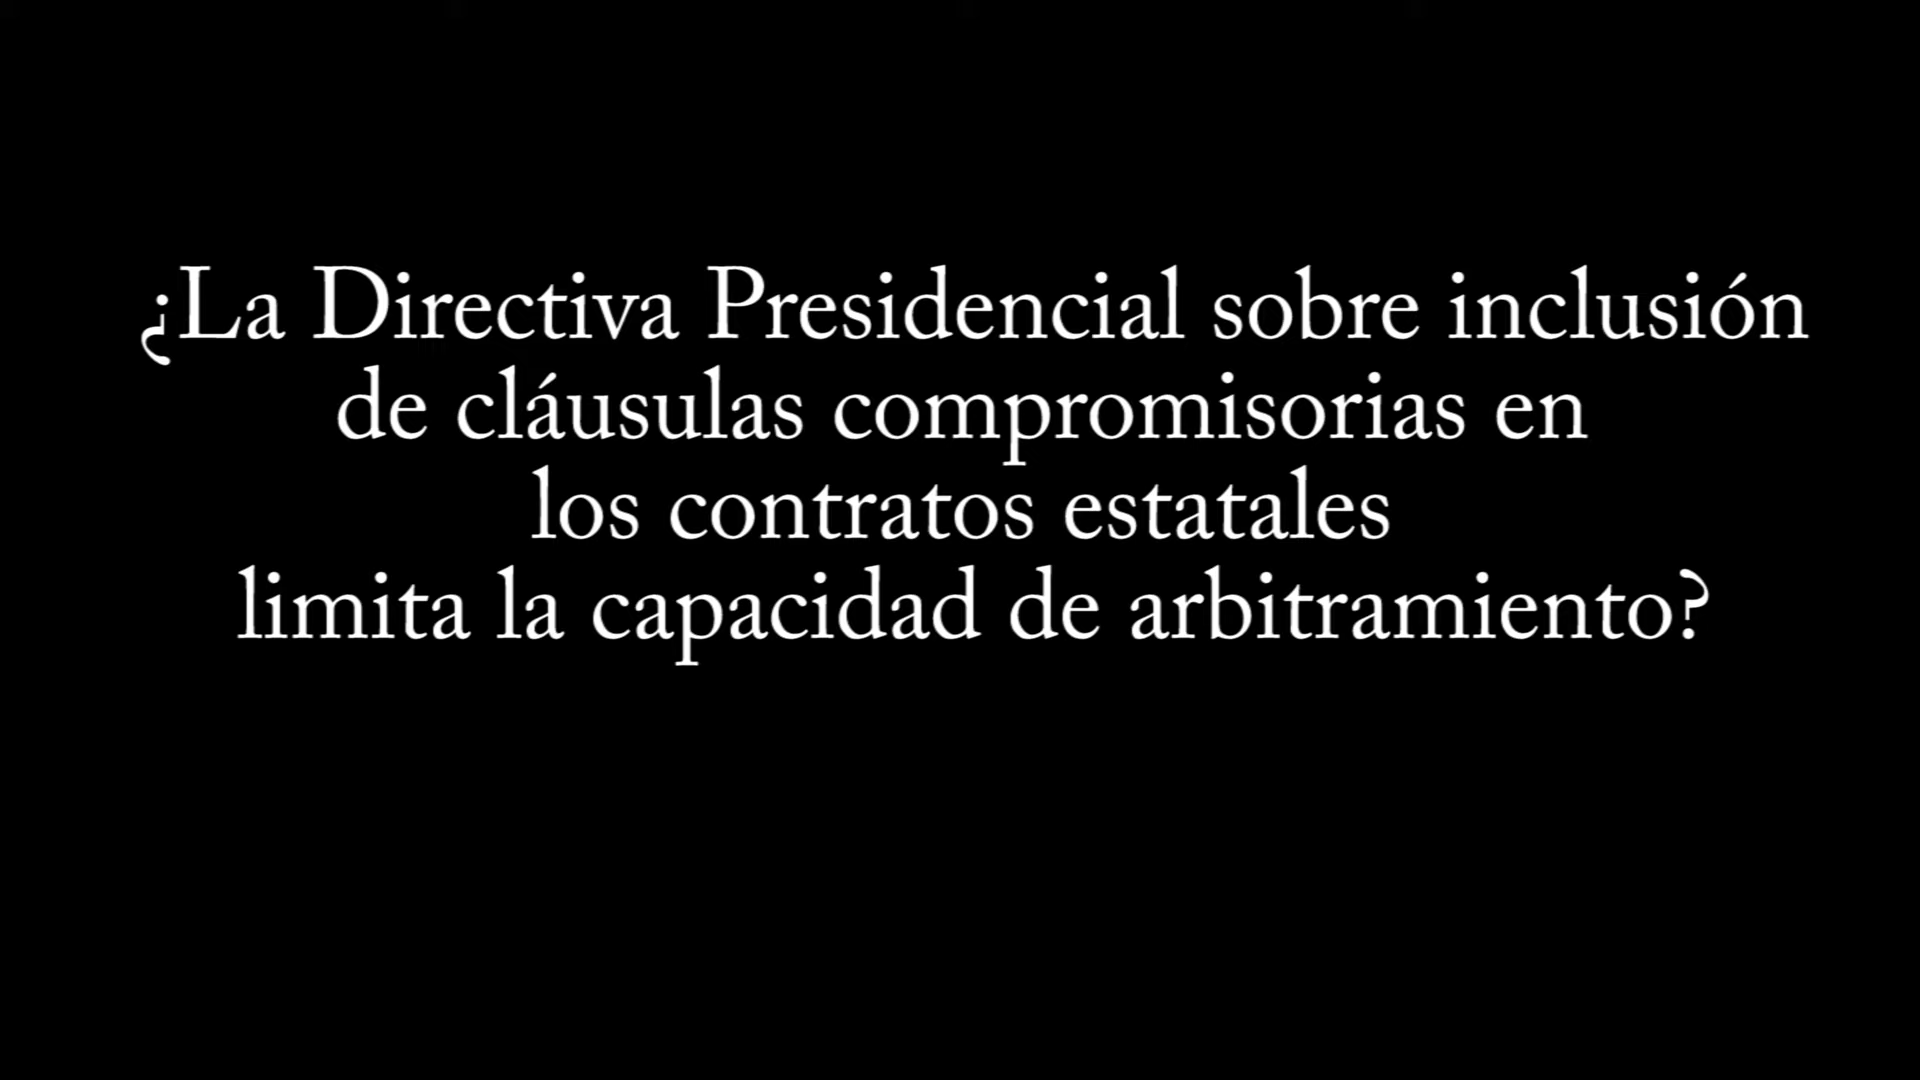 ¿La Directiva Presidencial sobre inclusión
de cláusulas compromisorias en
los contratos estatales
limita la capacidad de arbitramiento?